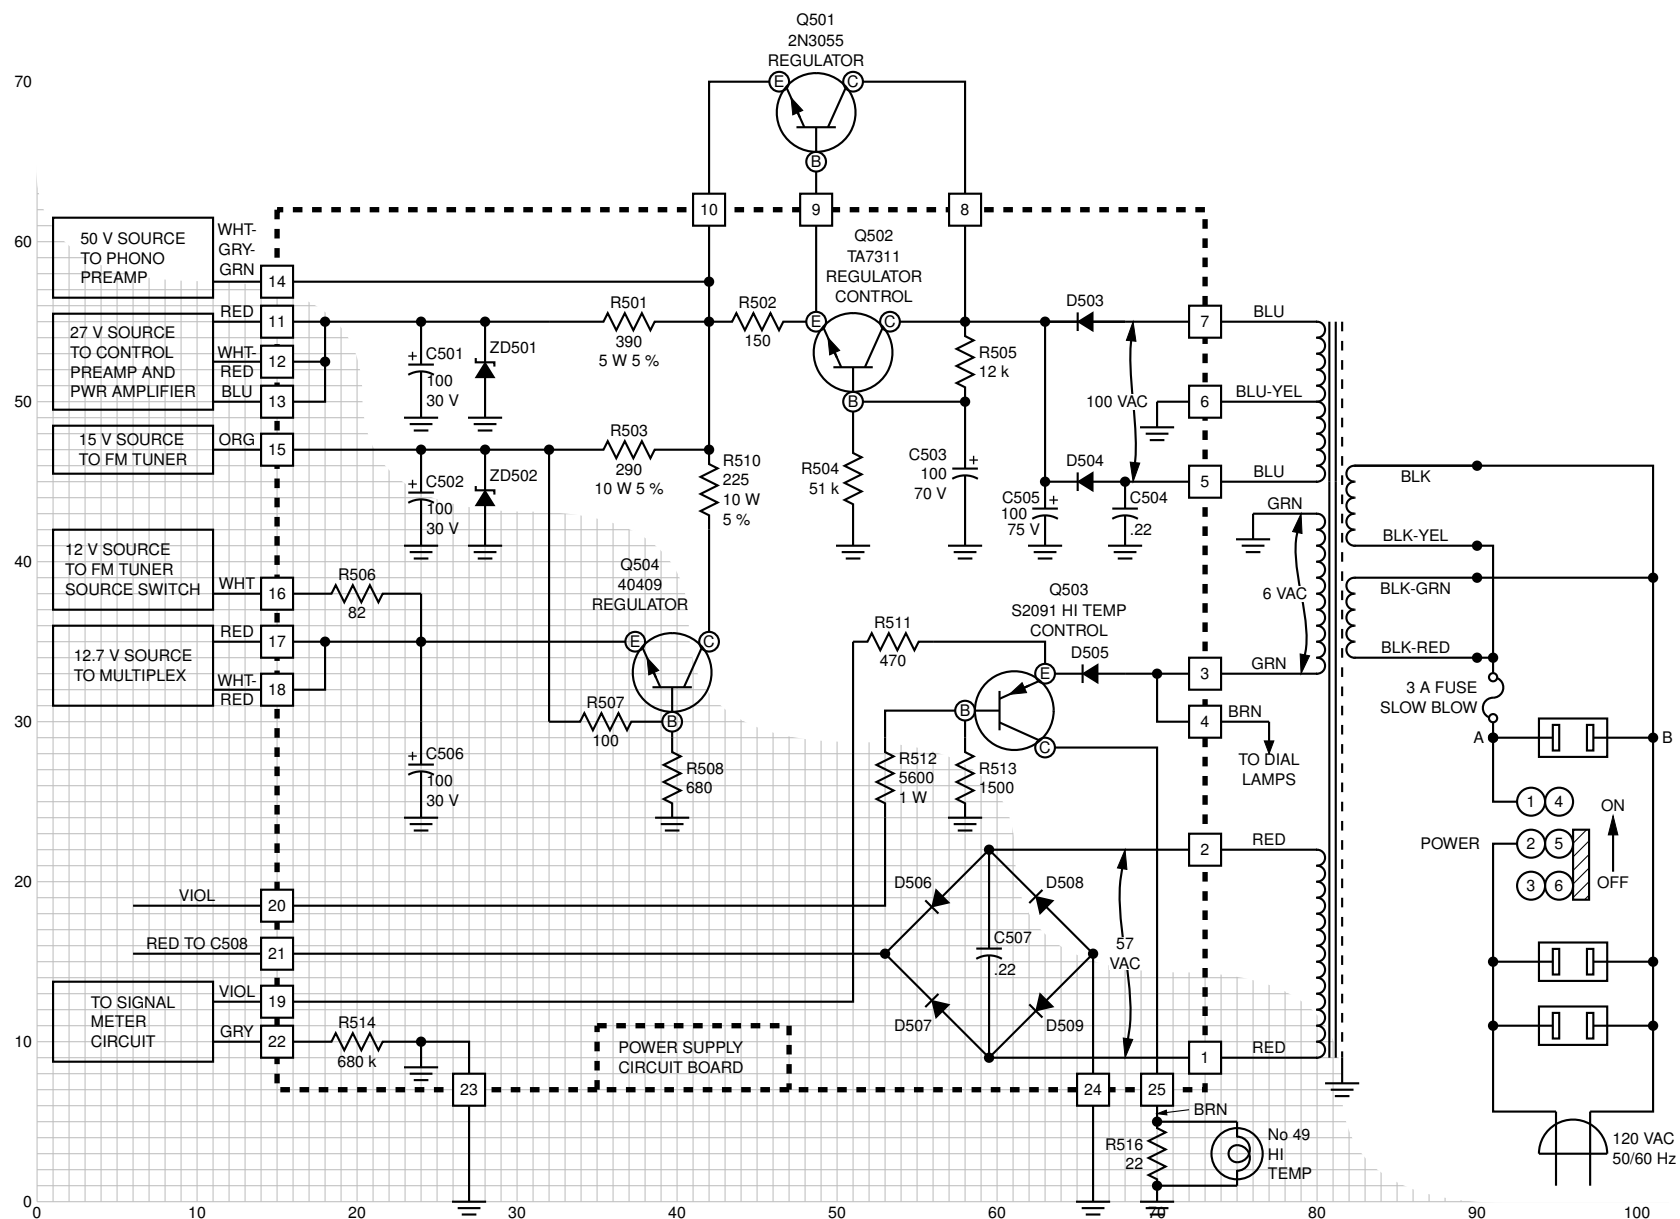 Q501
2N3055
REGULATOR
70
E
C
B
10
9
8
60
50 V SOURCE
TO PHONO
PREAMP
WHT-
GRY-
GRN
14
Q502
TA7311
REGULATOR
CONTROL
RED
11
27 V SOURCE
TO CONTROL
PREAMP AND
PWR AMPLIFIER
WHT-
RED
12
BLU
13
+
C501
100
30 V
ZD501
R501
390
5 W 5 %
R502
150
E
C
B
R505
12 k
D503
7
BLU
100 VAC
6
BLU-YEL
50
15 V SOURCE
TO FM TUNER
ORG
15
+
C502
100
30 V
ZD502
R503
290
10 W 5 %
R510
225
10 W
5 %
R504
51 k
C503
100
70 V
+
D504
5
BLU
C505
100
75 V
+
C504
.22
BLK
GRN
BLK-YEL
40
12 V SOURCE
TO FM TUNER
SOURCE SWITCH
WHT
16
R506
82
Q504
40409
REGULATOR
Q503
S2091 HI TEMP
CONTROL
6 VAC
BLK-GRN
12.7 V SOURCE
TO MULTIPLEX
RED
17
WHT-
RED
18
E
C
B
R511
470
D505
E
B
C
3
GRN
BLK-RED
3 A FUSE
SLOW BLOW
30
R507
100
4
BRN
TO DIAL
LAMPS
A
B
+
C506
100
30 V
R508
680
R512
5600
1 W
R513
1500
1
4
ON
2
RED
POWER
2
5
3
6
OFF
20
VIOL
20
D506
D508
RED TO C508
21
C507
.22
57
VAC
TO SIGNAL
METER
CIRCUIT
VIOL
19
GRY
22
R514
680 k
D507
D509
10
POWER SUPPLY
CIRCUIT BOARD
1
RED
23
24
25
BRN
R516
22
No 49
HI
TEMP
120 VAC
50/60 Hz
0
0
10
20
30
40
50
60
70
80
90
100